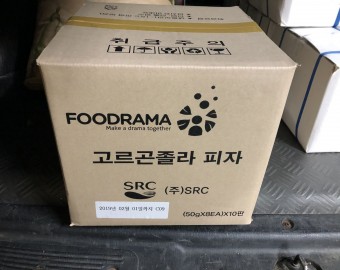 취급주의
FOODRAMA
Make a drama together
고르곤졸라 피자
SRC (주)SRC
(50gX8EA)X10판